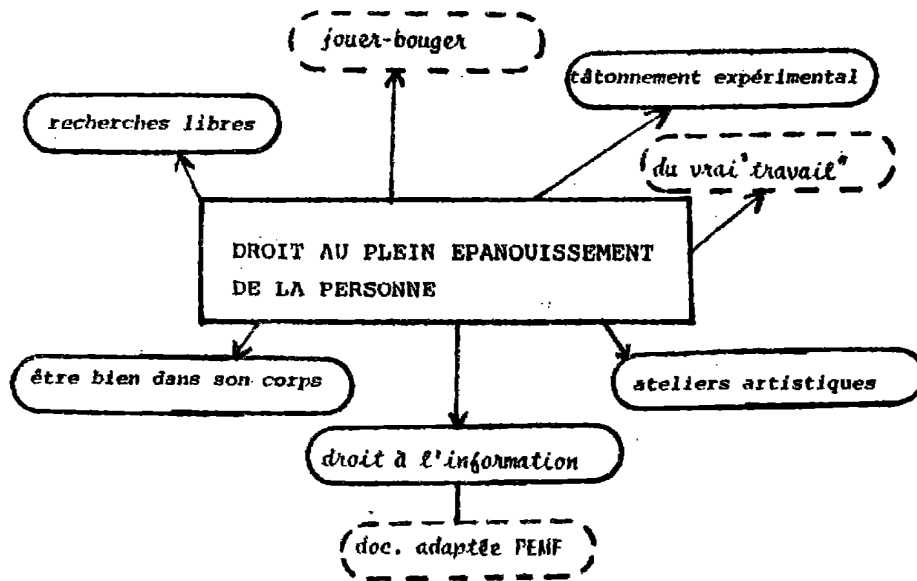 jouer-bouger
tâtonnement expérimental
recherches libres
du vrai "travail"
DROIT AU PLEIN EPANOUISSEMENT
DE LA PERSONNE
être bien dans son corps
ateliers artistiques
droit à l'information
doc. adaptée PEMF